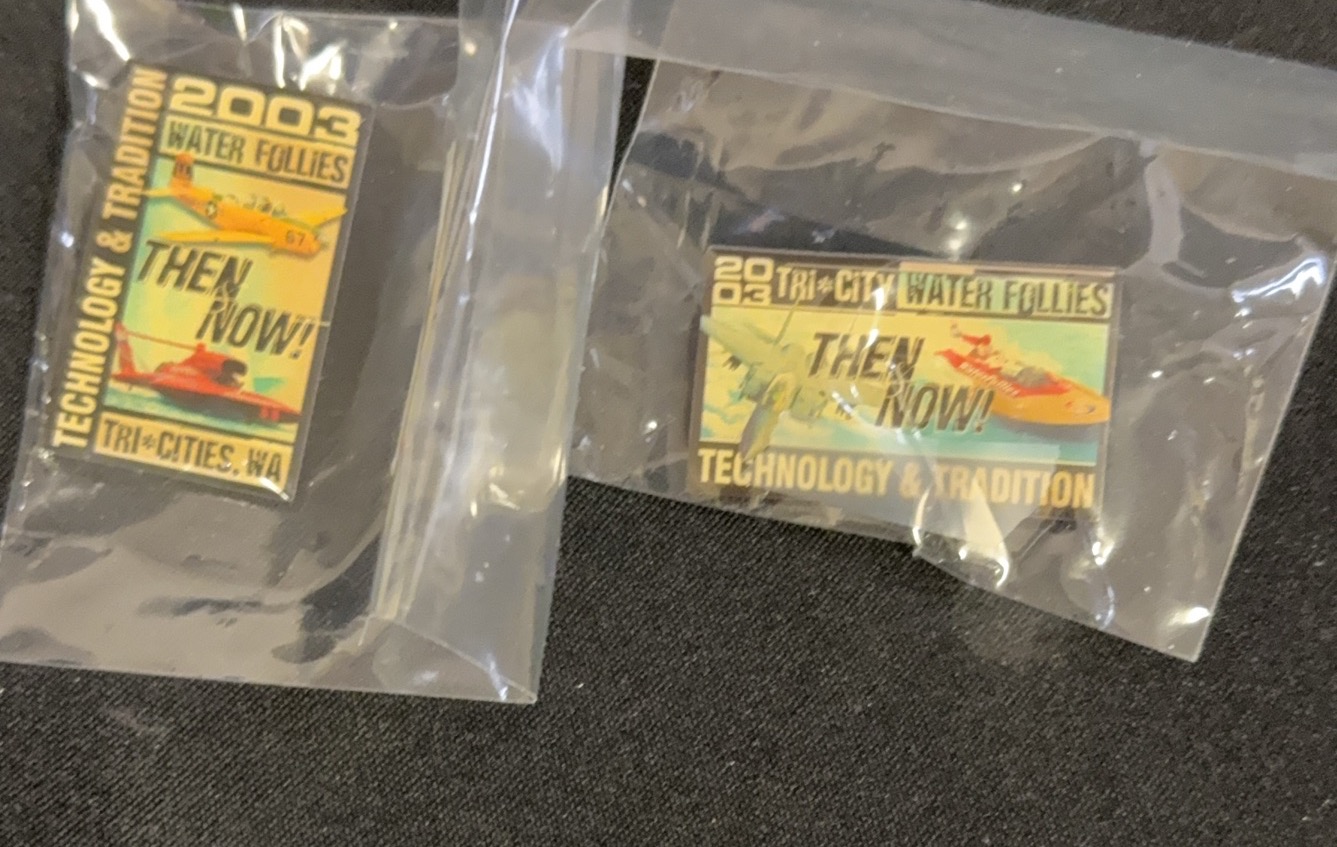 2003
WATER FOLLiES
TECHNOLOGY & TRADITION
67
THEN
NOW!
TRI*CITIES, WA
20
03
TRI*CITY WATER FOLLiES
THEN
NOW!
TECHNOLOGY & TRADITION